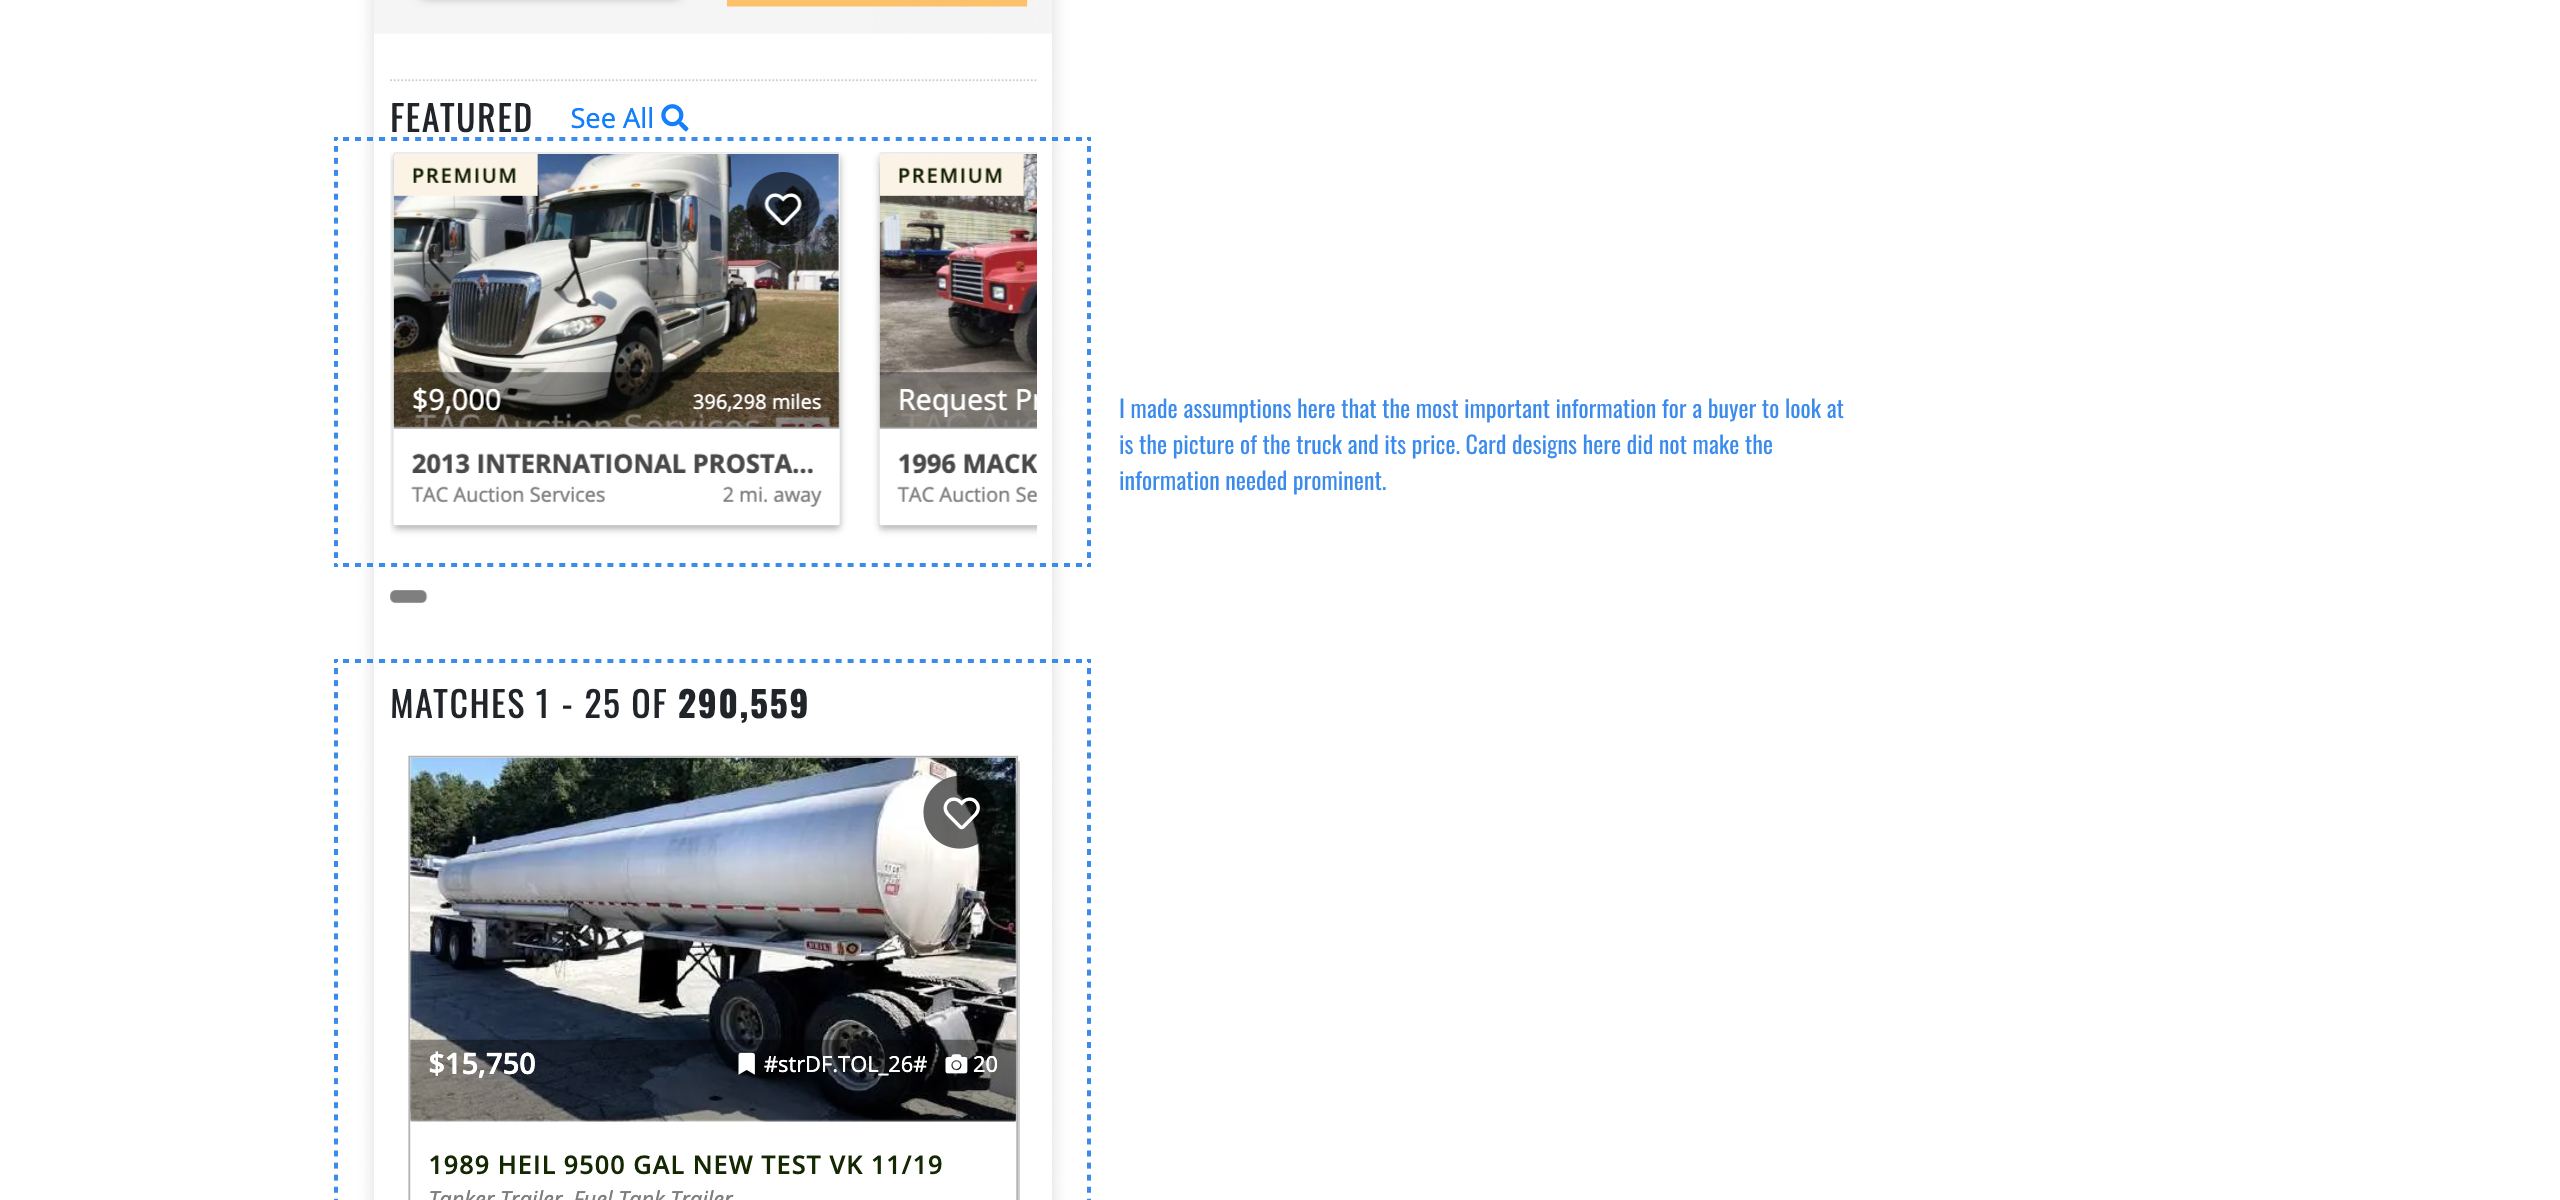 FEATURED See All
PREMIUM PREMIUM
$9,000 396,298 miles Request
TAC Auction Services
2013 INTERNATIONAL PROSTA... 1996 MACK
TAC Auction Services 2 mi. away TAC Auction Se
I made assumptions here that the most important information for a buyer to look at
is the picture of the truck and its price. Card designs here did not make the
information needed prominent.
MATCHES 1 - 25 OF 290,559
$15,750 #strDF.TOL_26# 20
1989 HEIL 9500 GAL NEW TEST VK 11/19
Tanker Trailer, Fuel Tank Trailer